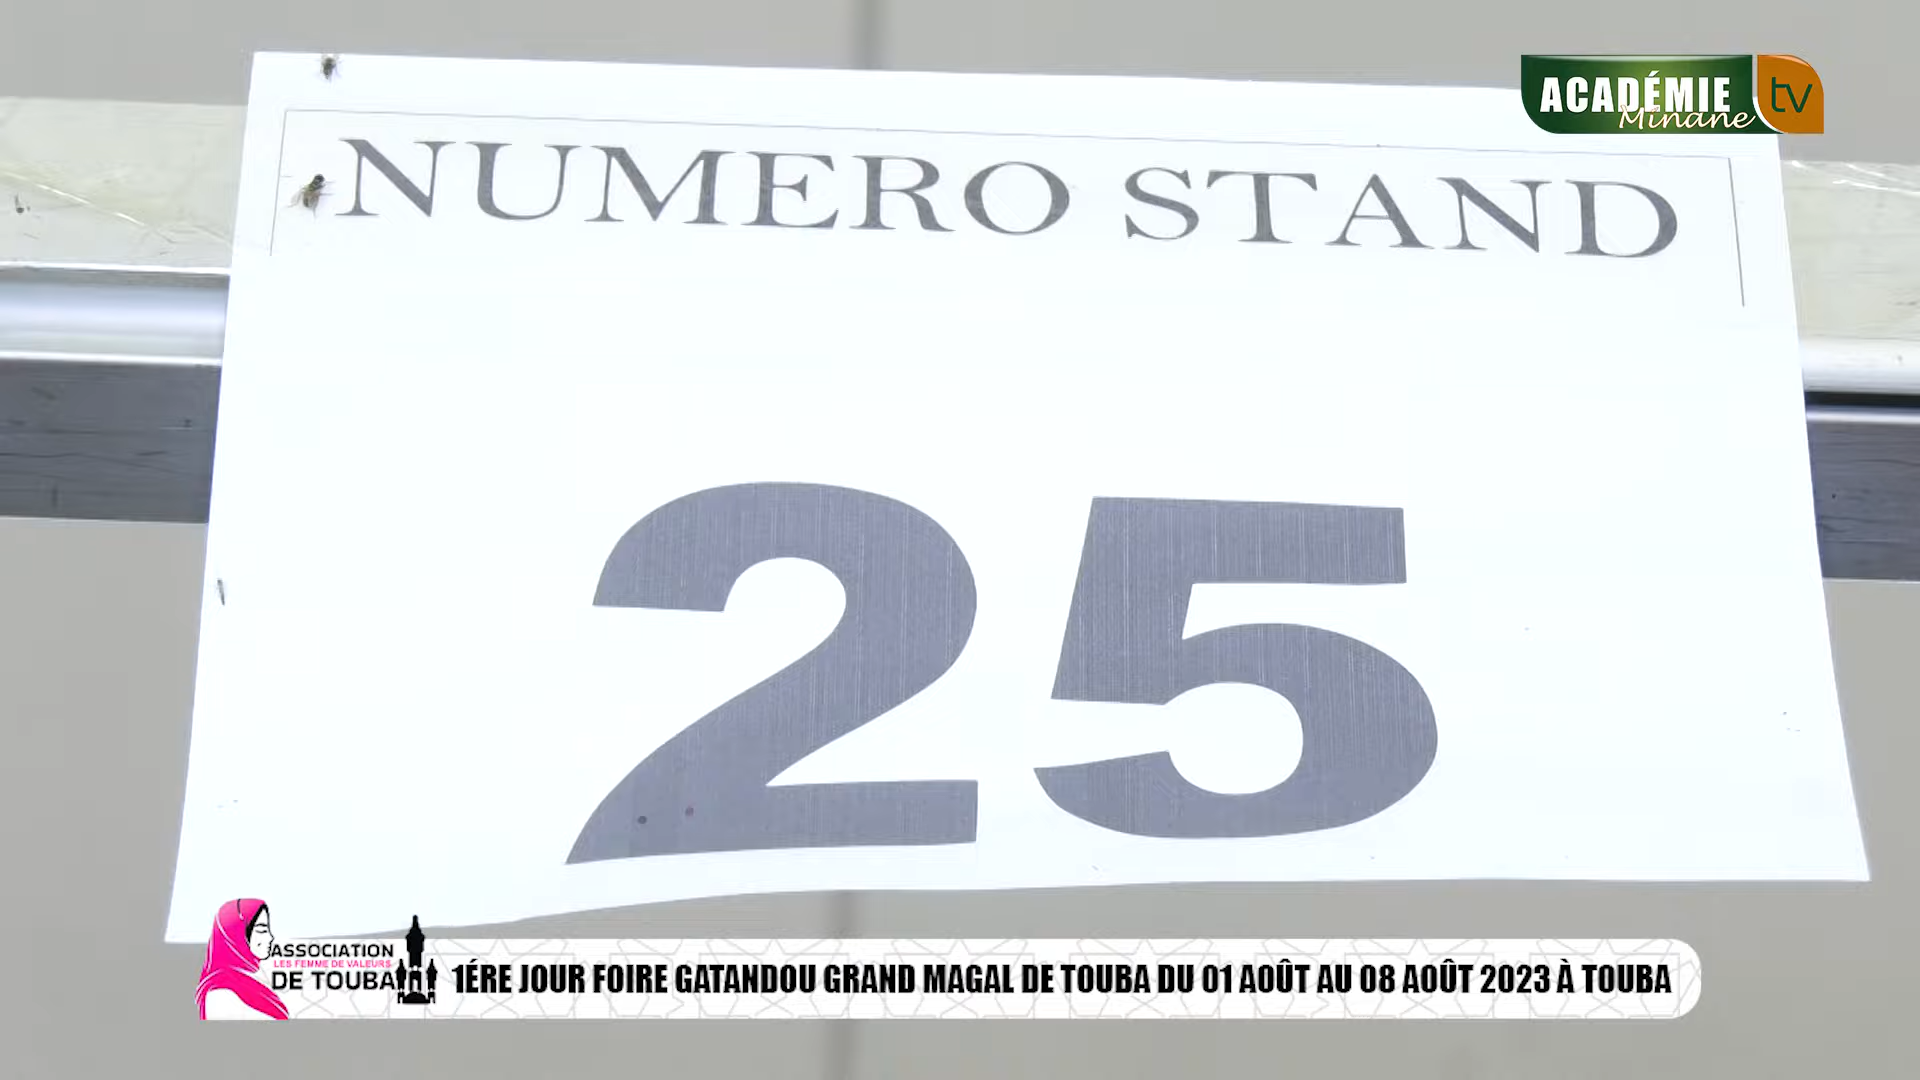 ACADÉMIE tv
Minane
NUMERO STAND
25
ASSOCIATION
LES FEMME DE VALEURS
DE TOUBA
1ÉRE JOUR FOIRE GATANDOU GRAND MAGAL DE TOUBA DU 01 AOÛT AU 08 AOÛT 2023 À TOUBA